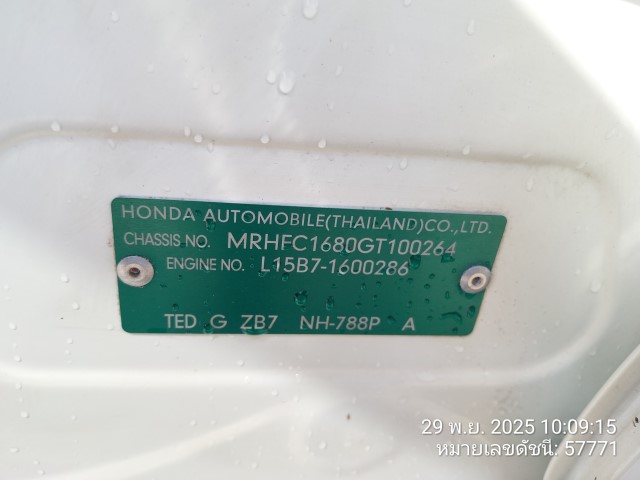 HONDA AUTOMOBILE(THAILAND)CO.,LTD.
CHASSIS NO. MRHFC1680GT100264
ENGINE NO. L15B7-1600286
TED G ZB7 NH-788P A
29 พ.ย. 2025 10:09:15
หมายเลขดัชนี: 57771